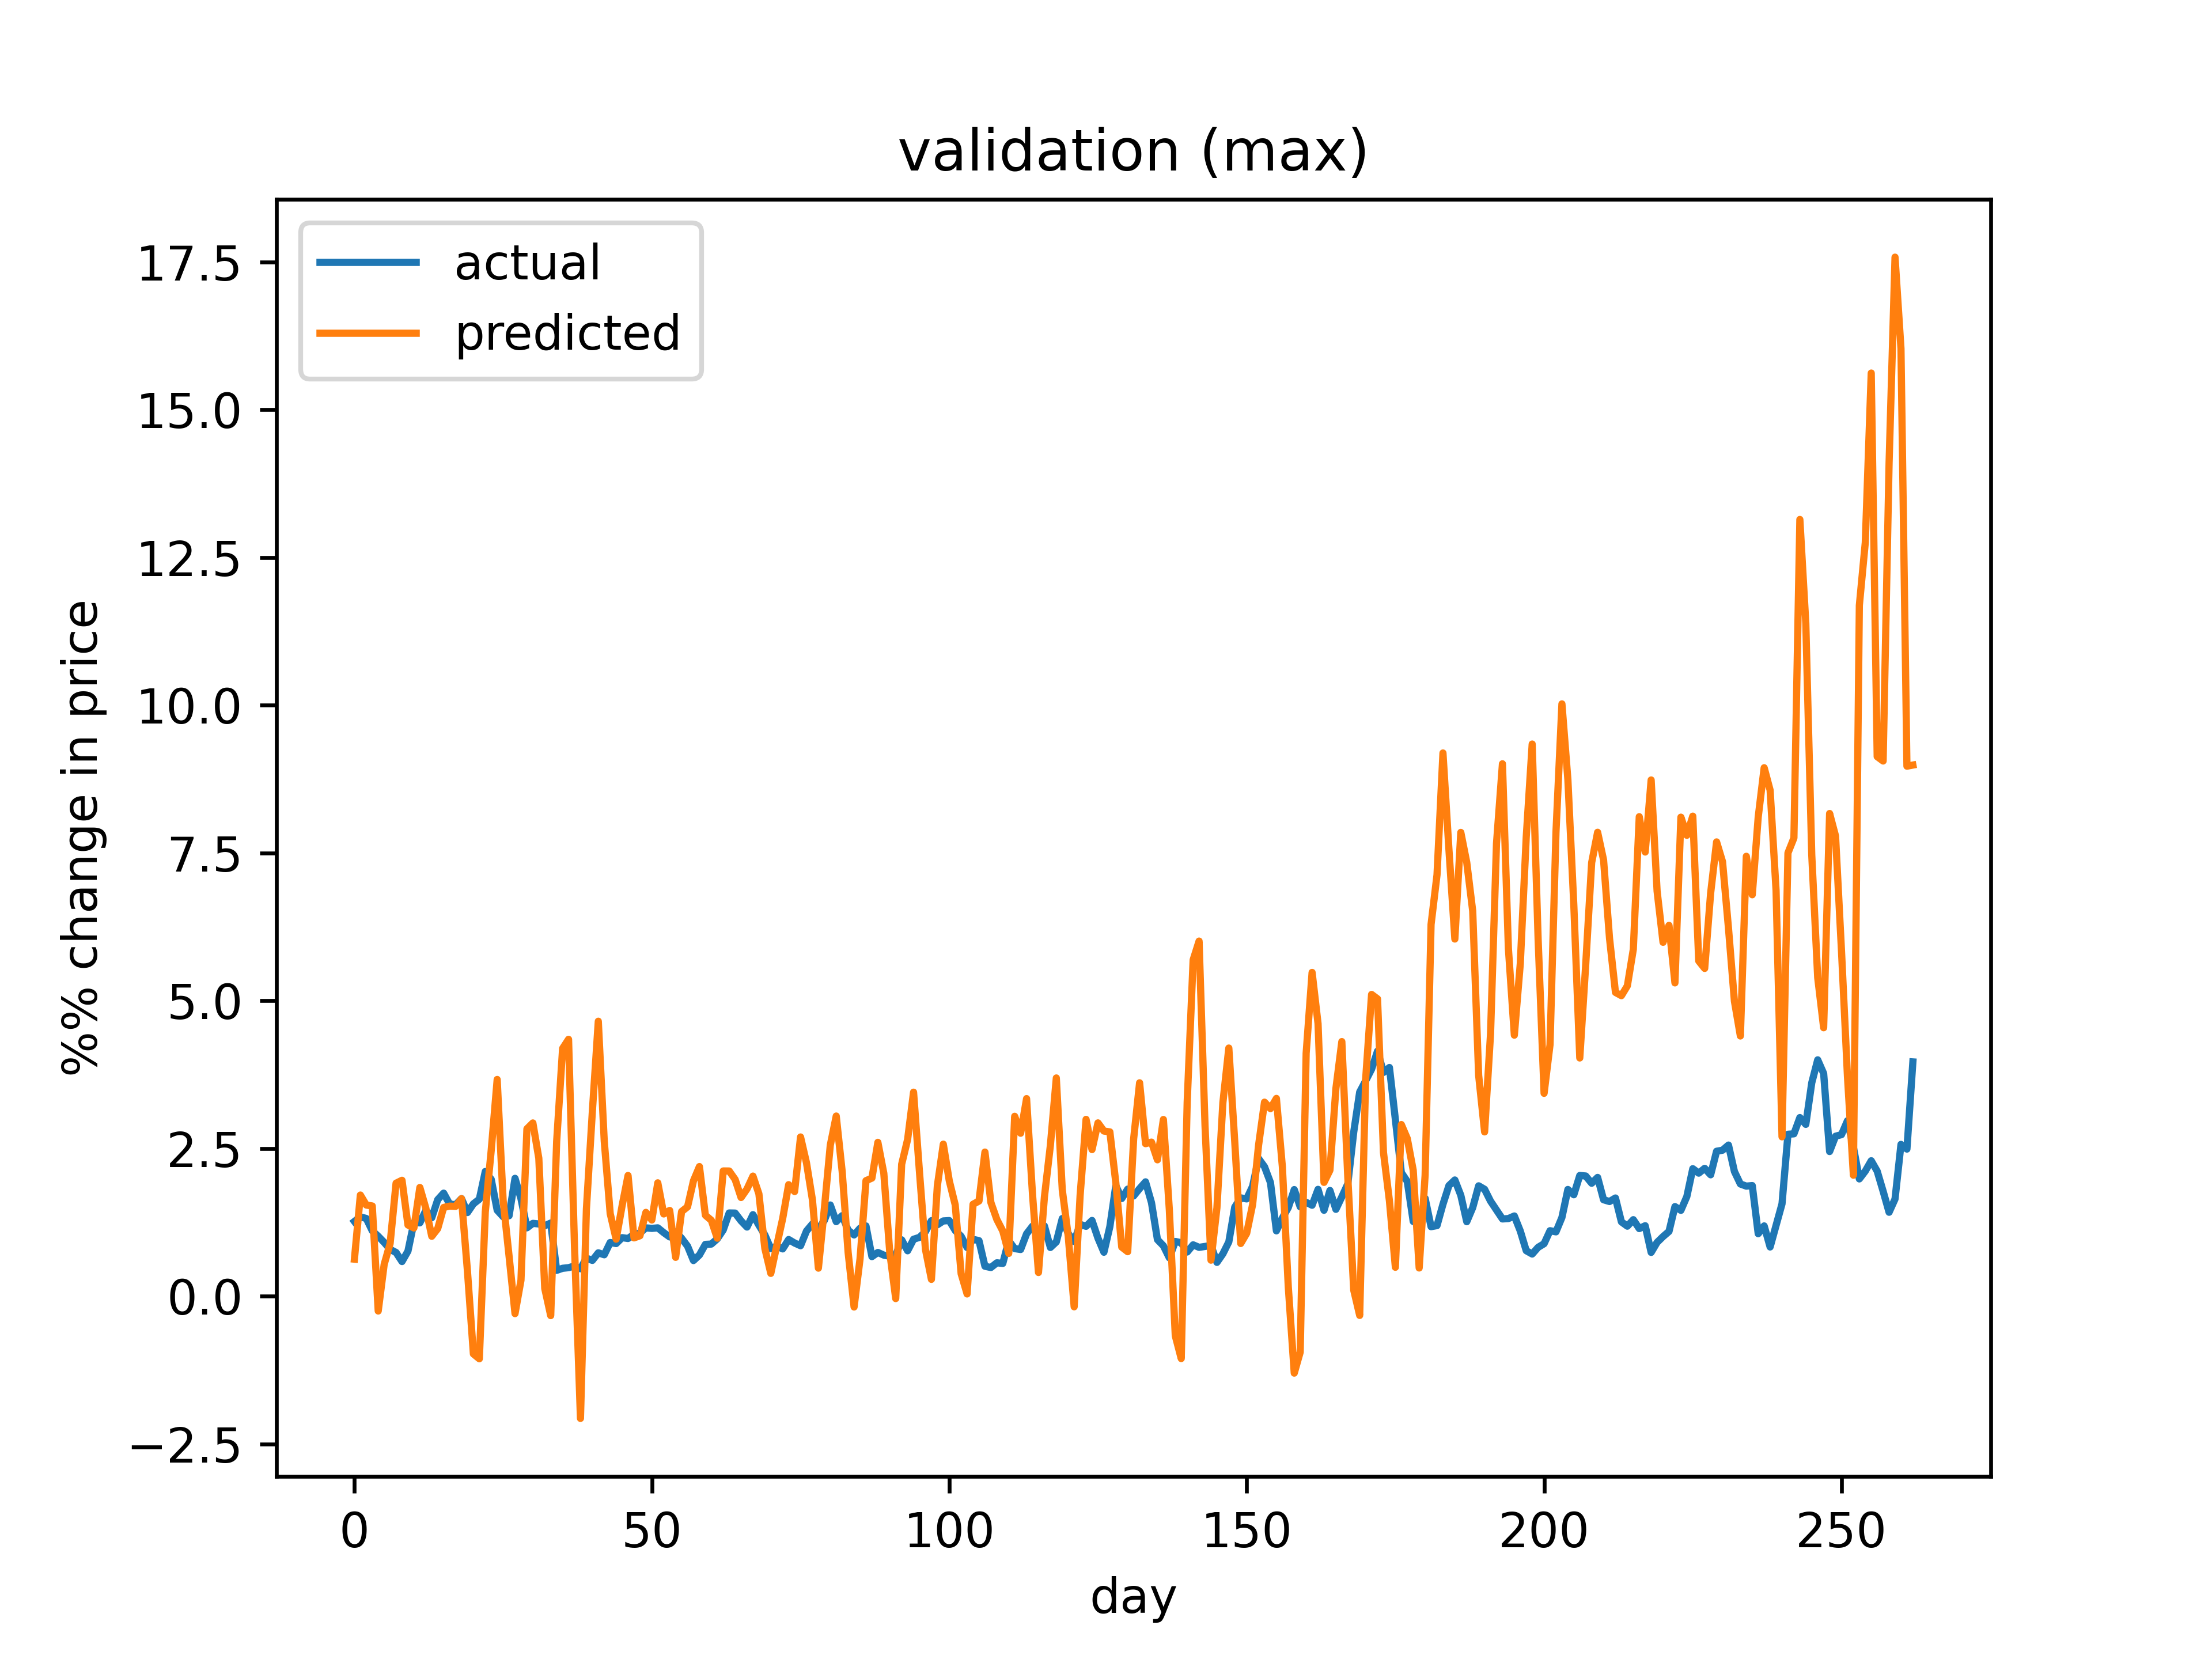 validation (max)
actual
predicted
17.5
15.0
12.5
10.0
7.5
5.0
2.5
0.0
−2.5
%% change in price
0 50 100 150 200 250
day